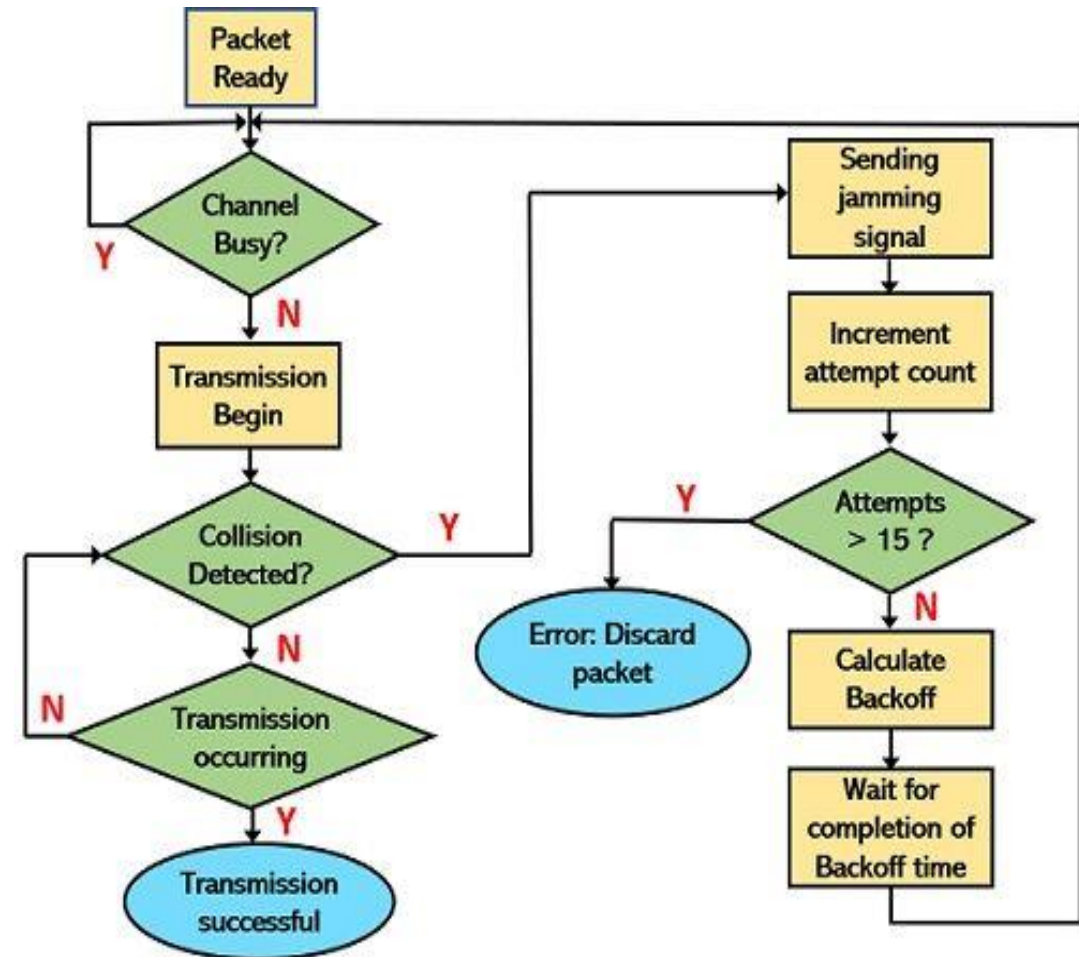 Packet
Ready
Channel
Busy?
Y
N
Transmission
Begin
Collision
Detected?
Y
N
Transmission
occurring
N
Y
Transmission
successful
Sending
jamming
signal
Increment
attempt count
Attempts
> 15 ?
Y
N
Error: Discard
packet
Calculate
Backoff
Wait for
completion of
Backoff time